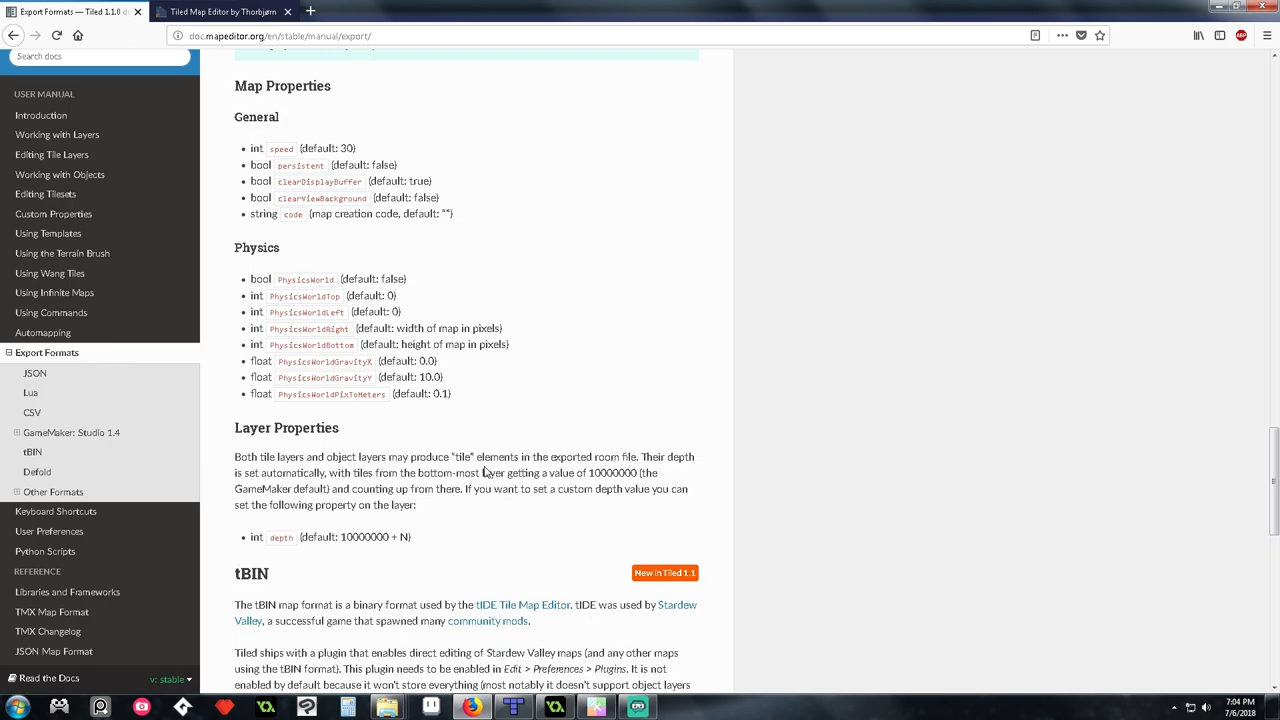 Export Formats — Tiled 1.1.0 d
Tiled Map Editor by Thorbjørn
doc.mapeditor.org/en/stable/manual/export/
ABP
Search docs
USER MANUAL
Introduction
Working with Layers
Editing Tile Layers
Working with Objects
Editing Tilesets
Custom Properties
Using Templates
Using the Terrain Brush
Using Wang Tiles
Using Infinite Maps
Using Commands
Automapping
Export Formats
JSON
Lua
CSV
GameMaker: Studio 1.4
tBIN
Defold
Other Formats
Keyboard Shortcuts
User Preferences
Python Scripts
REFERENCE
Libraries and Frameworks
TMX Map Format
TMX Changelog
JSON Map Format
Read the Docs
v: stable
Map Properties
General
• int speed (default: 30)
• bool persistent (default: false)
• bool clearDisplayBuffer (default: true)
• bool clearViewBackground (default: false)
• string code (map creation code, default: “”)
Physics
• bool PhysicsWorld (default: false)
• int PhysicsWorldTop (default: 0)
• int PhysicsWorldLeft (default: 0)
• int PhysicsWorldRight (default: width of map in pixels)
• int PhysicsWorldBottom (default: height of map in pixels)
• float PhysicsWorldGravityX (default: 0.0)
• float PhysicsWorldGravityY (default: 10.0)
• float PhysicsWorldPixToMeters (default: 0.1)
Layer Properties
Both tile layers and object layers may produce “tile” elements in the exported room file. Their depth
is set automatically, with tiles from the bottom-most layer getting a value of 10000000 (the
GameMaker default) and counting up from there. If you want to set a custom depth value you can
set the following property on the layer:
• int depth (default: 10000000 + N)
tBIN
New in Tiled 1.1
The tBIN map format is a binary format used by the tIDE Tile Map Editor. tIDE was used by Stardew
Valley, a successful game that spawned many community mods.
Tiled ships with a plugin that enables direct editing of Stardew Valley maps (and any other maps
using the tBIN format). This plugin needs to be enabled in Edit > Preferences > Plugins. It is not
enabled by default because it won't store everything (most notably it doesn't support object layers
7:04 PM
7/6/2018